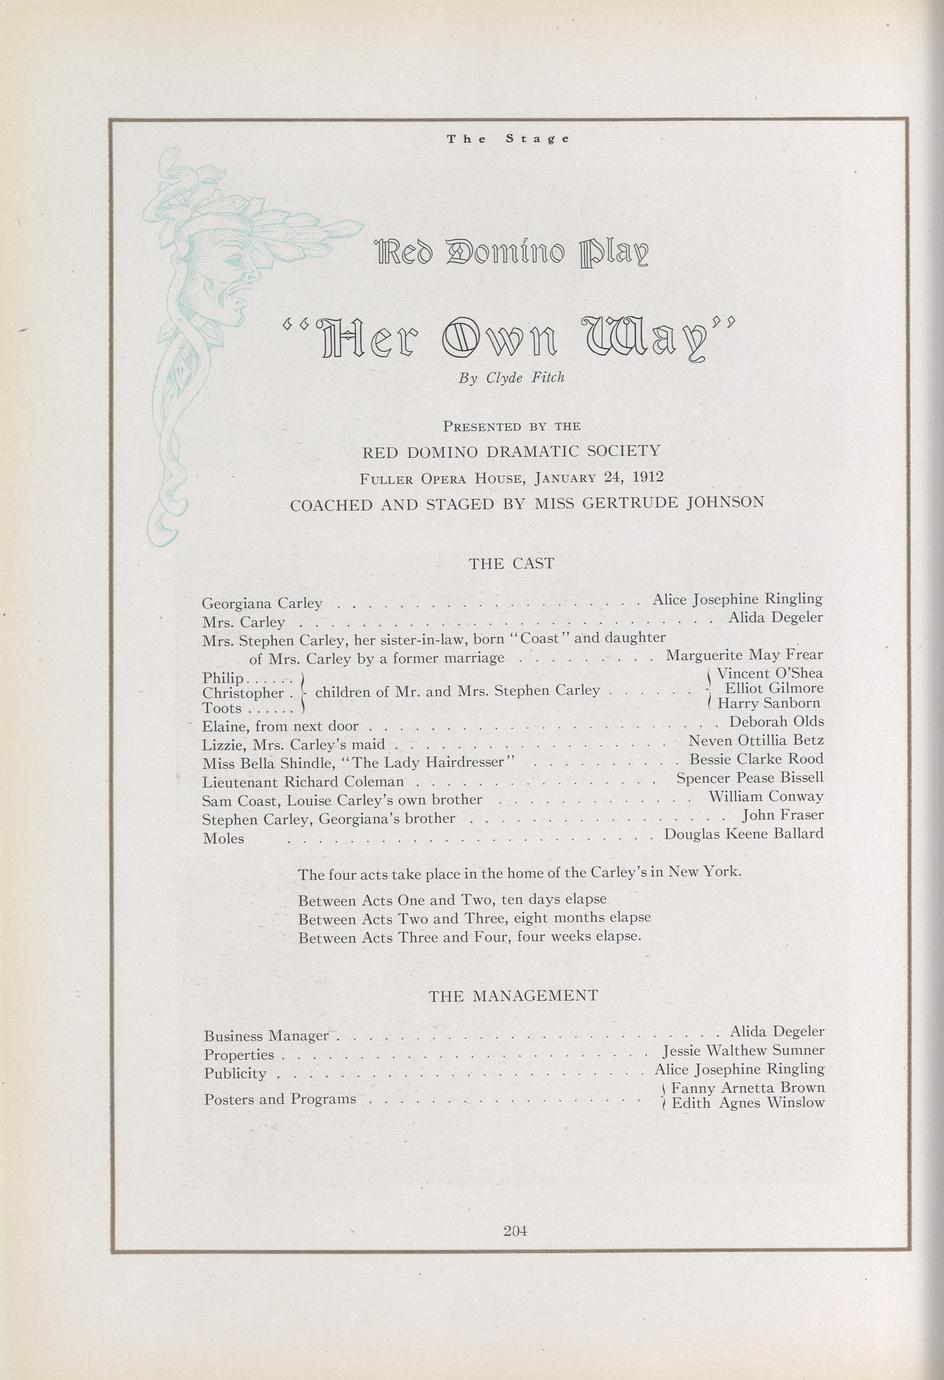 The Stage
Red Domino Play
“Her Own Way”
By Clyde Fitch
PRESENTED BY THE
RED DOMINO DRAMATIC SOCIETY
FULLER OPERA HOUSE, JANUARY 24, 1912
COACHED AND STAGED BY MISS GERTRUDE JOHNSON
THE CAST
Georgiana Carley . . . . . . . . . . . . . . . . . . . . Alice Josephine Ringling
Mrs. Carley . . . . . . . . . . . . . . . . . . . . . . . . . . Alida Degeler
Mrs. Stephen Carley, her sister-in-law, born “Coast” and daughter
of Mrs. Carley by a former marriage . . . . . . . . . Marguerite May Frear
Philip . . . . . . } { Vincent O'Shea
Christopher . } children of Mr. and Mrs. Stephen Carley . . . . . . { Elliot Gilmore
Toots . . . . . . } { Harry Sanborn
Elaine, from next door . . . . . . . . . . . . . . . . . . . . . . . Deborah Olds
Lizzie, Mrs. Carley's maid . . . . . . . . . . . . . . . . . . Neven Ottillia Betz
Miss Bella Shindle, “The Lady Hairdresser” . . . . . . . . . . Bessie Clarke Rood
Lieutenant Richard Coleman . . . . . . . . . . . . . . . . Spencer Pease Bissell
Sam Coast, Louise Carley's own brother . . . . . . . . . . . . . William Conway
Stephen Carley, Georgiana's brother . . . . . . . . . . . . . . . . . John Fraser
Moles . . . . . . . . . . . . . . . . . . . . . . . . Douglas Keene Ballard
The four acts take place in the home of the Carley's in New York.
Between Acts One and Two, ten days elapse
Between Acts Two and Three, eight months elapse
Between Acts Three and Four, four weeks elapse.
THE MANAGEMENT
Business Manager . . . . . . . . . . . . . . . . . . . . . . . . . Alida Degeler
Properties . . . . . . . . . . . . . . . . . . . . . . . . Jessie Walthew Sumner
Publicity . . . . . . . . . . . . . . . . . . . . . . . . Alice Josephine Ringling
Posters and Programs . . . . . . . . . . . . . . . . . . { Fanny Arnetta Brown
{ Edith Agnes Winslow
204